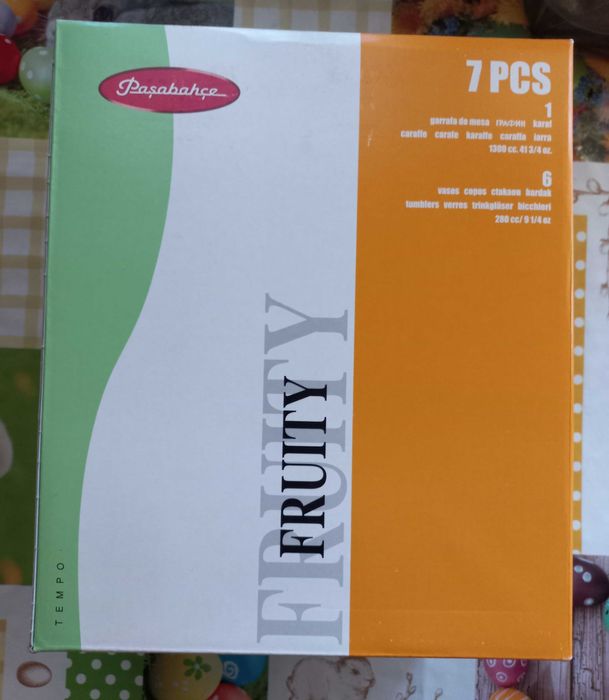 Paşabahçe
7 PCS
1
garrafa de mesa ГРАФИН karaf
caraffe carafe karaffe caraffa jarra
1300 cc. 41 3/4 oz.
6
vasos copos ctakaon bardak
tumblers verres trinkgläser bicchieri
280 cc/ 9 1/4 oz
FRUITY
FRUITY
TEMPO